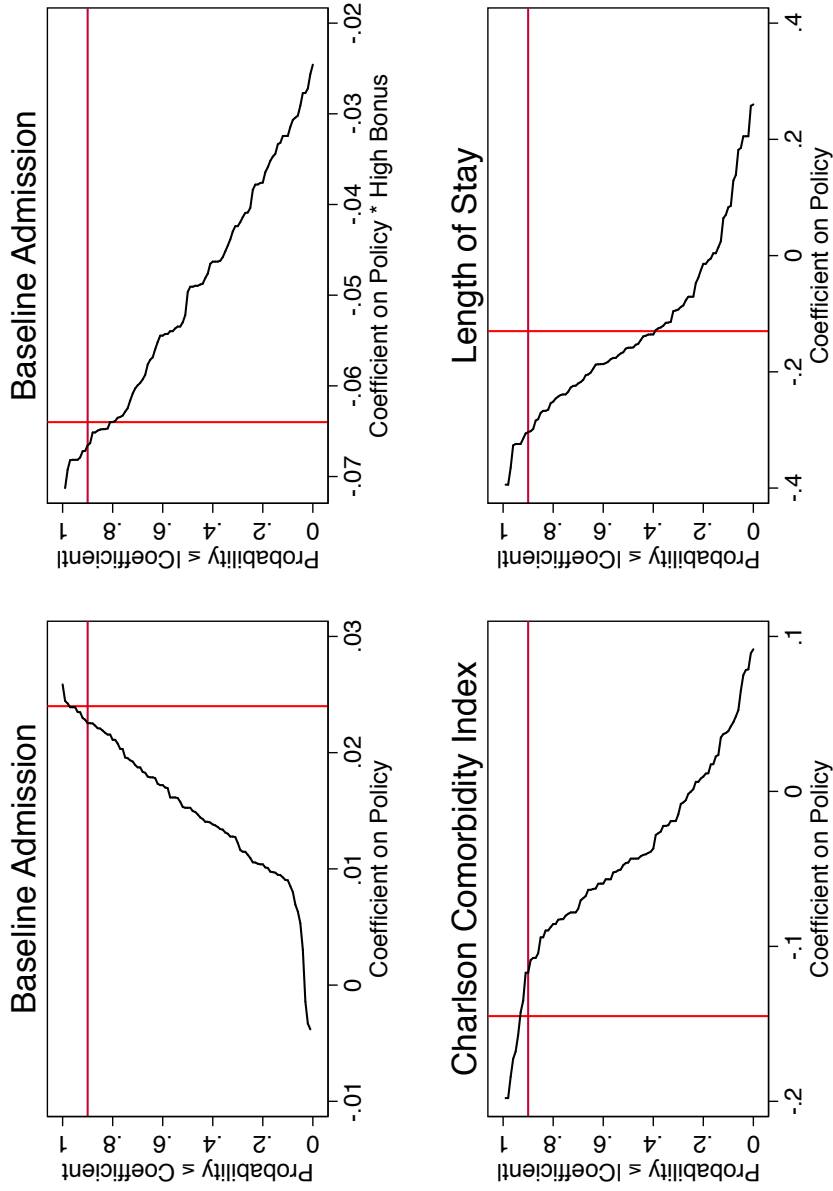 Baseline Admission
Probability ≤ Coefficient
1
.8
.6
.4
.2
0
-.01 0 .01 .02 .03
Coefficient on Policy
Baseline Admission
Probability ≤ |Coefficient|
1
.8
.6
.4
.2
0
-.07 -.06 -.05 -.04 -.03 -.02
Coefficient on Policy * High Bonus
Charlson Comorbidity Index
Probability ≤ |Coefficient|
1
.8
.6
.4
.2
0
-.2 -.1 0 .1
Coefficient on Policy
Length of Stay
Probability ≤ |Coefficient|
1
.8
.6
.4
.2
0
-.4 -.2 0 .2 .4
Coefficient on Policy